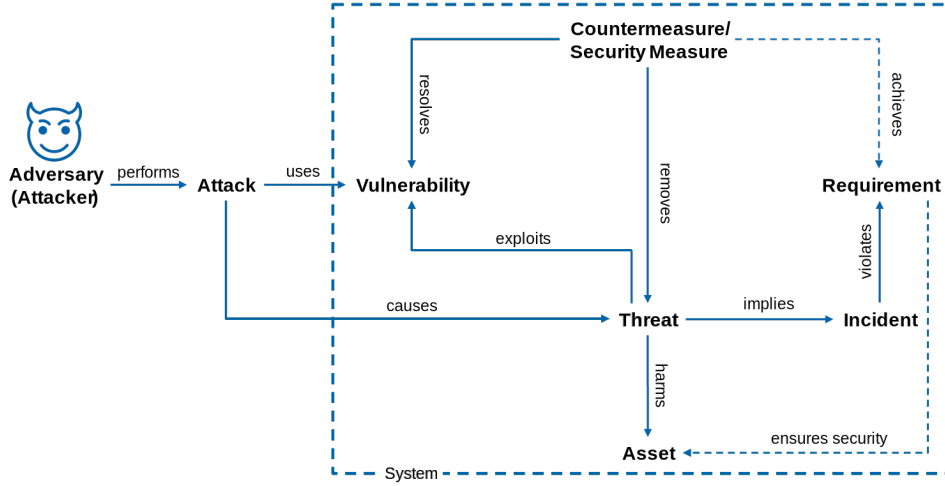 Countermeasure/
Security Measure
resolves
achieves
Adversary
(Attacker)
performs
Attack
uses
Vulnerability
removes
Requirement
exploits
violates
causes
Threat
implies
Incident
harms
Asset
ensures security
System